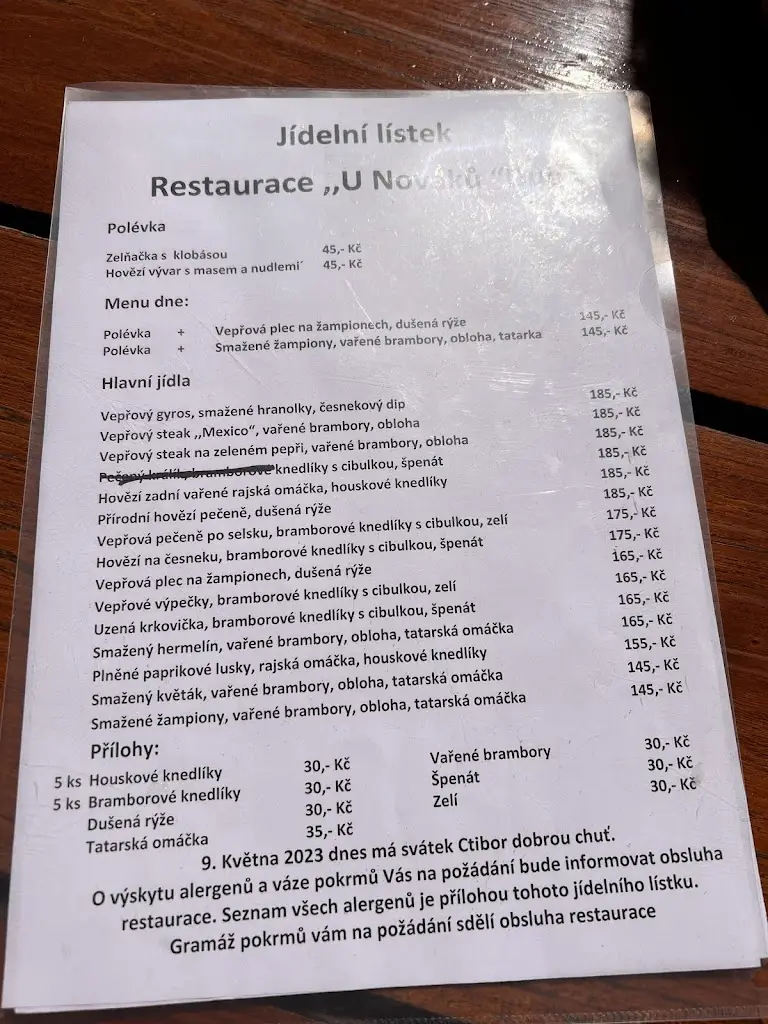 Jídelní lístek
Restaurace ,,U Nováků
Polévka
Zelňačka s klobásou 45,- Kč
Hovězí vývar s masem a nudlemi´ 45,- Kč
Menu dne:
Polévka + Vepřová plec na žampionech, dušená rýže 145,- Kč
Polévka + Smažené žampiony, vařené brambory, obloha, tatarka 145,- Kč
Hlavní jídla
Vepřový gyros, smažené hranolky, česnekový dip 185,- Kč
Vepřový steak ,,Mexico“, vařené brambory, obloha 185,- Kč
Vepřový steak na zeleném pepři, vařené brambory, obloha 185,- Kč
Pečený králík, bramborové knedlíky s cibulkou, špenát 185,- Kč
Hovězí zadní vařené rajská omáčka, houskové knedlíky 185,- Kč
Přírodní hovězí pečeně, dušená rýže 185,- Kč
Vepřová pečeně po selsku, bramborové knedlíky s cibulkou, zelí 175,- Kč
Hovězí na česneku, bramborové knedlíky s cibulkou, špenát 175,- Kč
Vepřová plec na žampionech, dušená rýže 165,- Kč
Vepřové výpečky, bramborové knedlíky s cibulkou, zelí 165,- Kč
Uzená krkovička, bramborové knedlíky s cibulkou, špenát 165,- Kč
Smažený hermelín, vařené brambory, obloha, tatarská omáčka 165,- Kč
Plněné paprikové lusky, rajská omáčka, houskové knedlíky 155,- Kč
Smažený květák, vařené brambory, obloha, tatarská omáčka 145,- Kč
Smažené žampiony, vařené brambory, obloha, tatarská omáčka 145,- Kč
Přílohy:
5 ks Houskové knedlíky 30,- Kč Vařené brambory 30,- Kč
5 ks Bramborové knedlíky 30,- Kč Špenát 30,- Kč
Dušená rýže 30,- Kč Zelí 30,- Kč
Tatarská omáčka 35,- Kč
9. Května 2023 dnes má svátek Ctibor dobrou chuť.
O výskytu alergenů a váze pokrmů Vás na požádání bude informovat obsluha
restaurace. Seznam všech alergenů je přílohou tohoto jídelního lístku.
Gramáž pokrmů vám na požádání sdělí obsluha restaurace